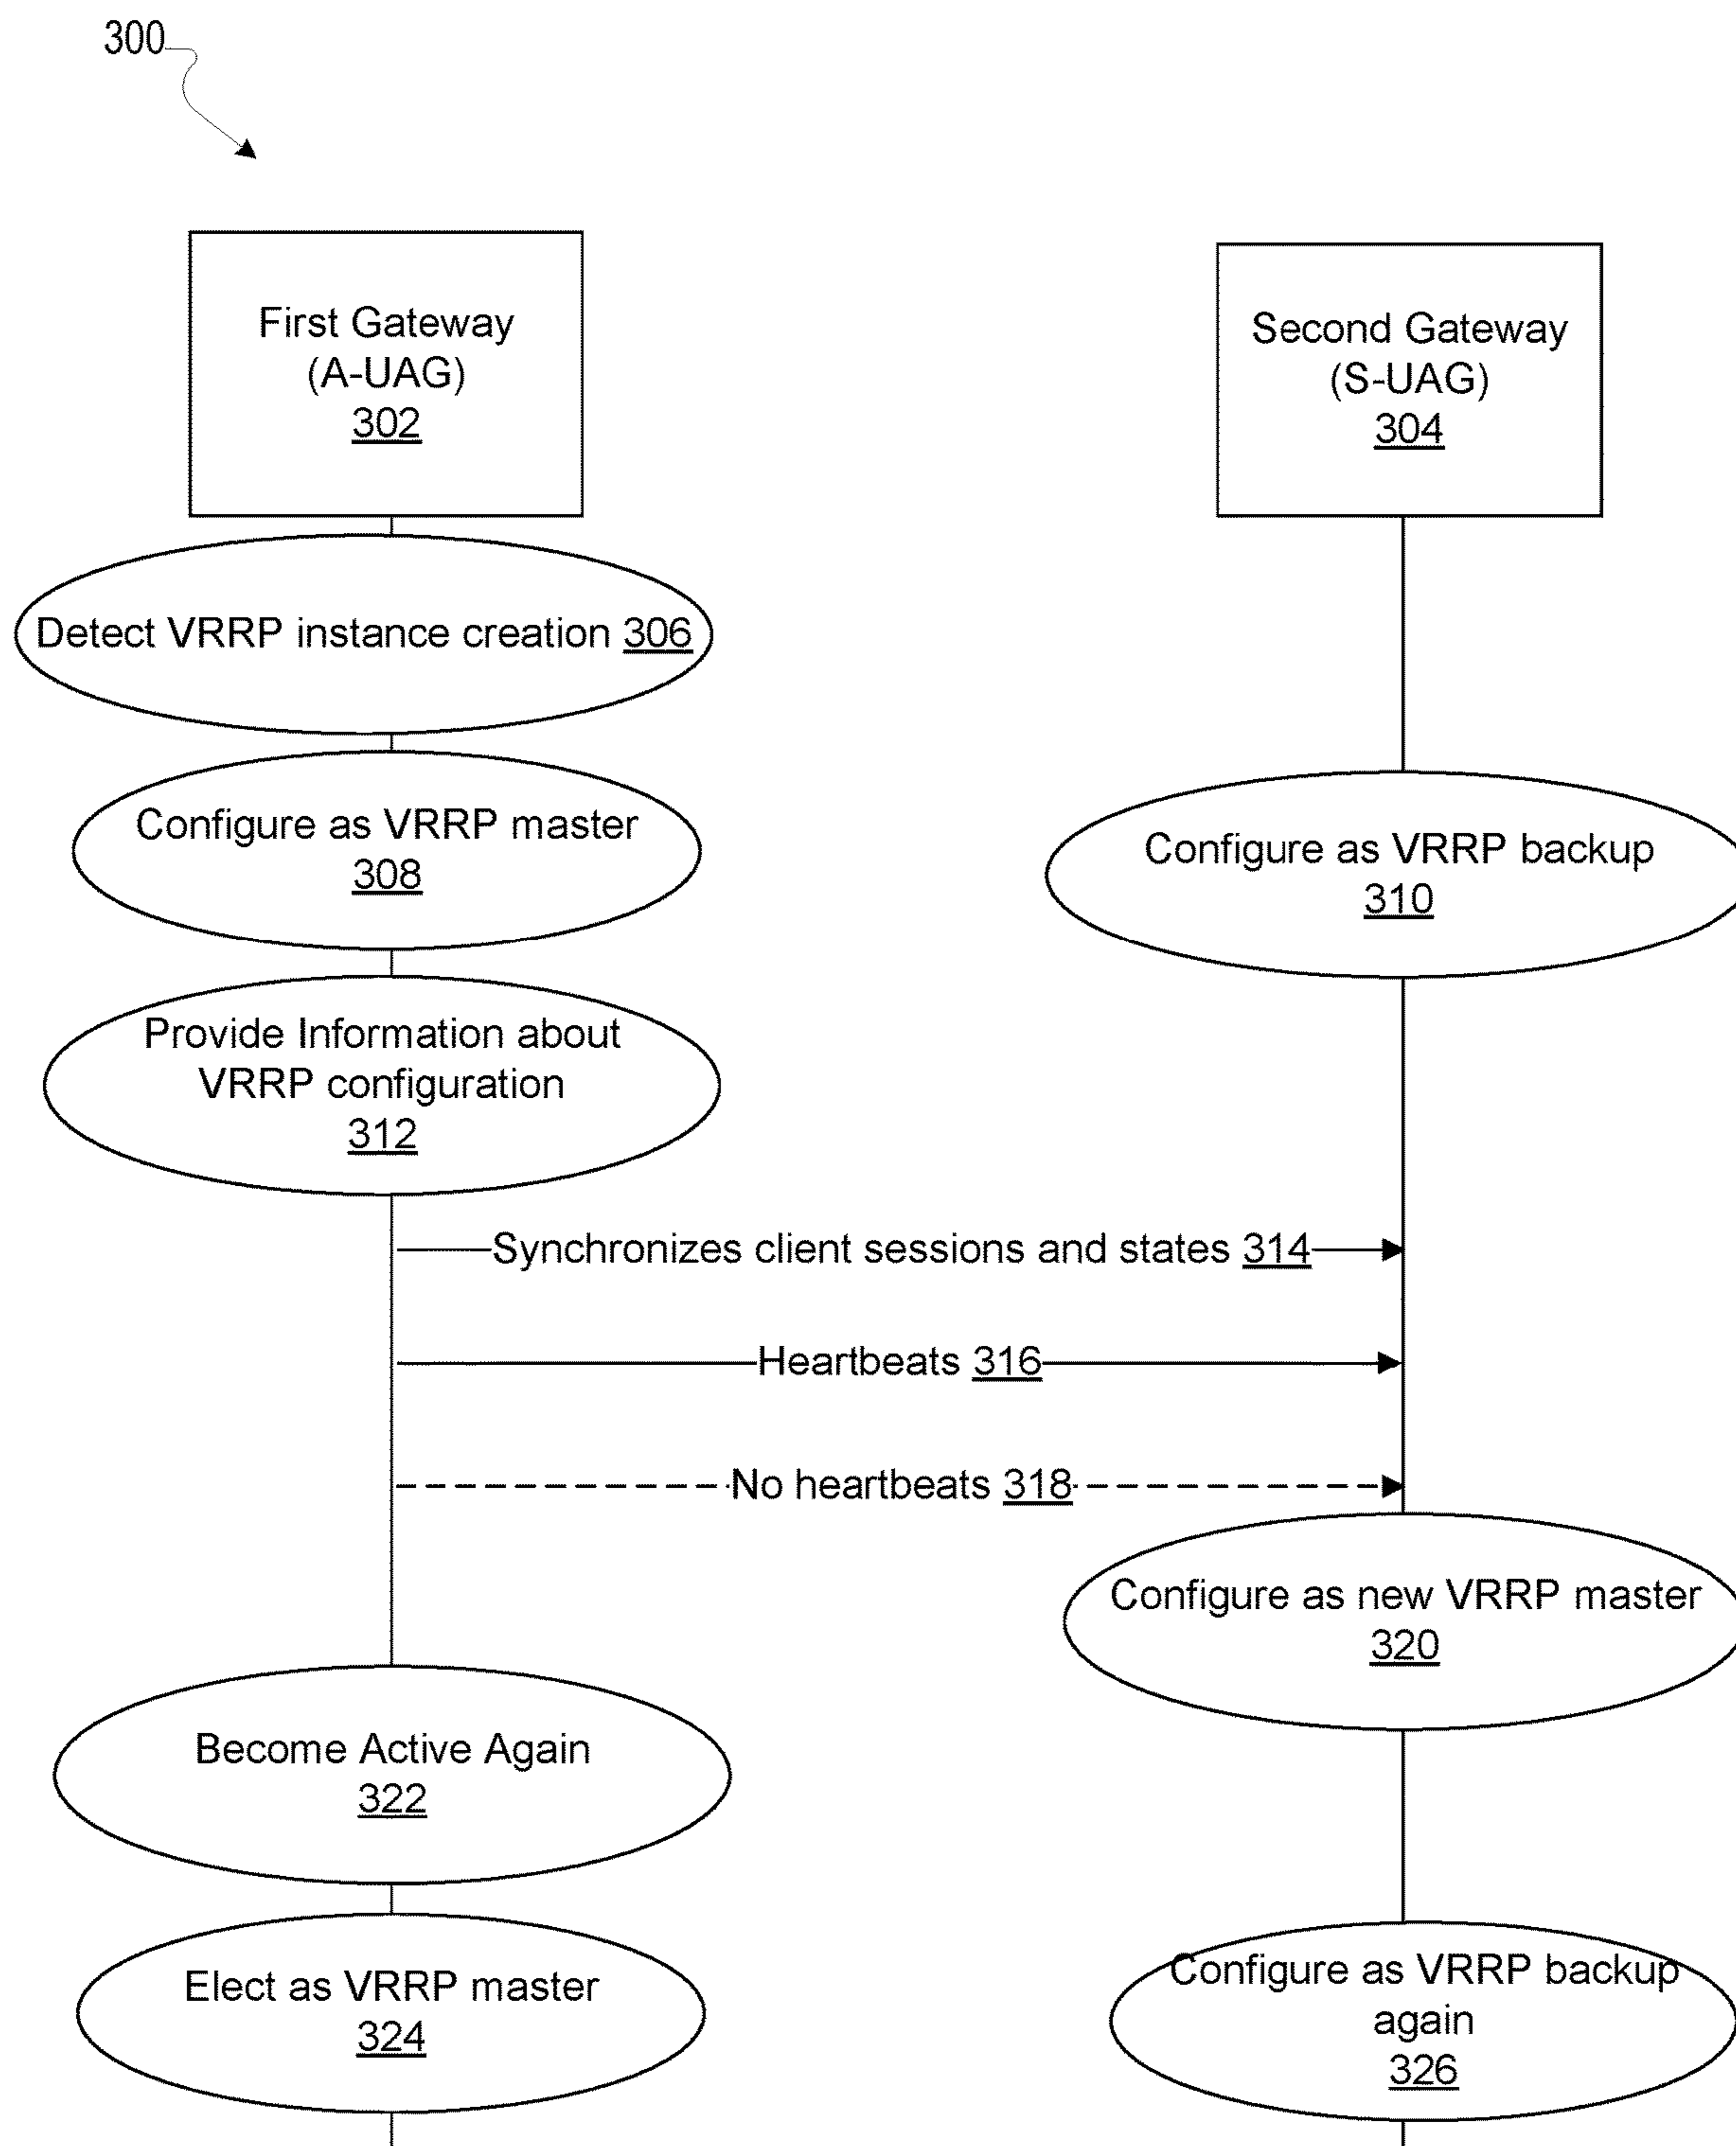 300
First Gateway
(A-UAG)
302
Second Gateway
(S-UAG)
304
Detect VRRP instance creation 306
Configure as VRRP master
308
Configure as VRRP backup
310
Provide Information about
VRRP configuration
312
Synchronizes client sessions and states 314
Heartbeats 316
No heartbeats 318
Configure as new VRRP master
320
Become Active Again
322
Elect as VRRP master
324
Configure as VRRP backup
again
326